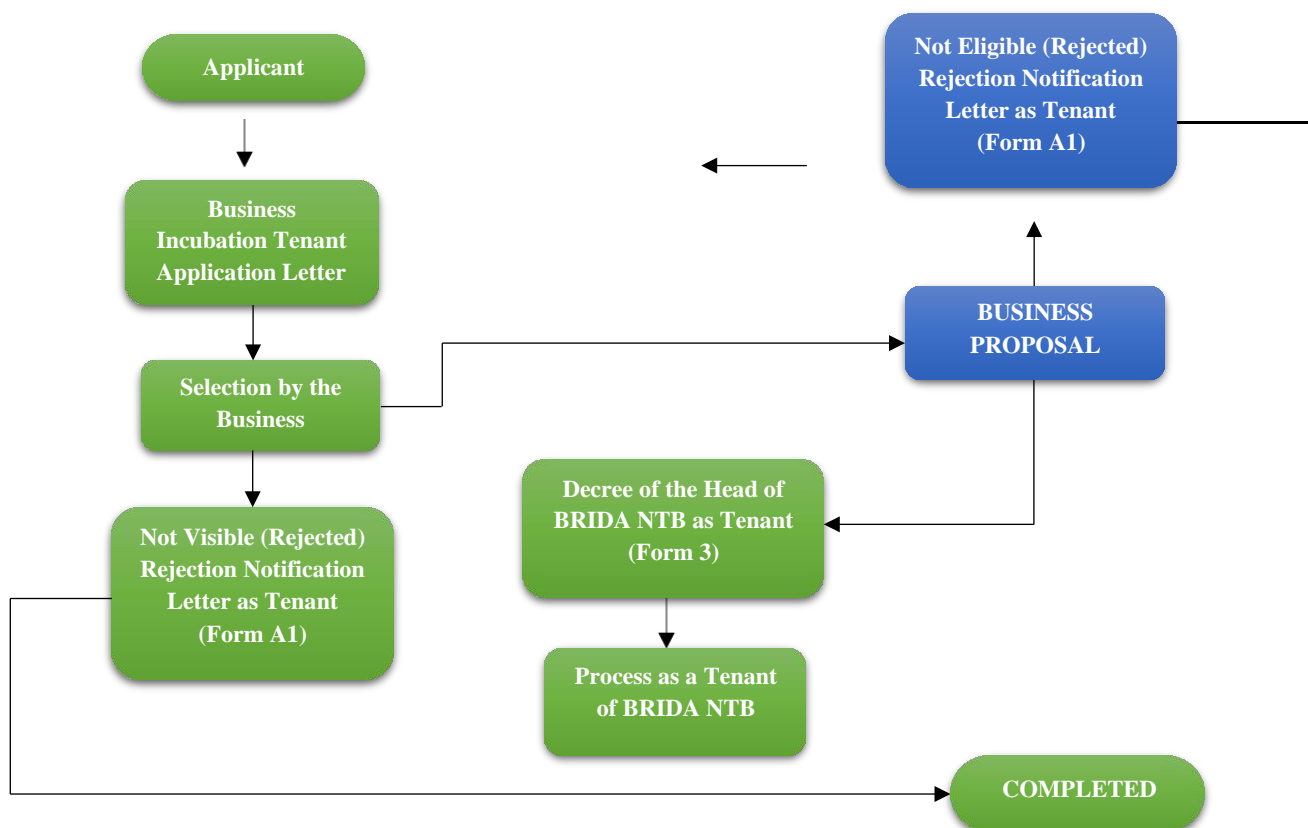 Applicant
Business
Incubation Tenant
Application Letter
Selection by the
Business
Not Visible (Rejected)
Rejection Notification
Letter as Tenant
(Form A1)
Not Eligible (Rejected)
Rejection Notification
Letter as Tenant
(Form A1)
BUSINESS
PROPOSAL
Decree of the Head of
BRIDA NTB as Tenant
(Form 3)
Process as a Tenant
of BRIDA NTB
COMPLETED